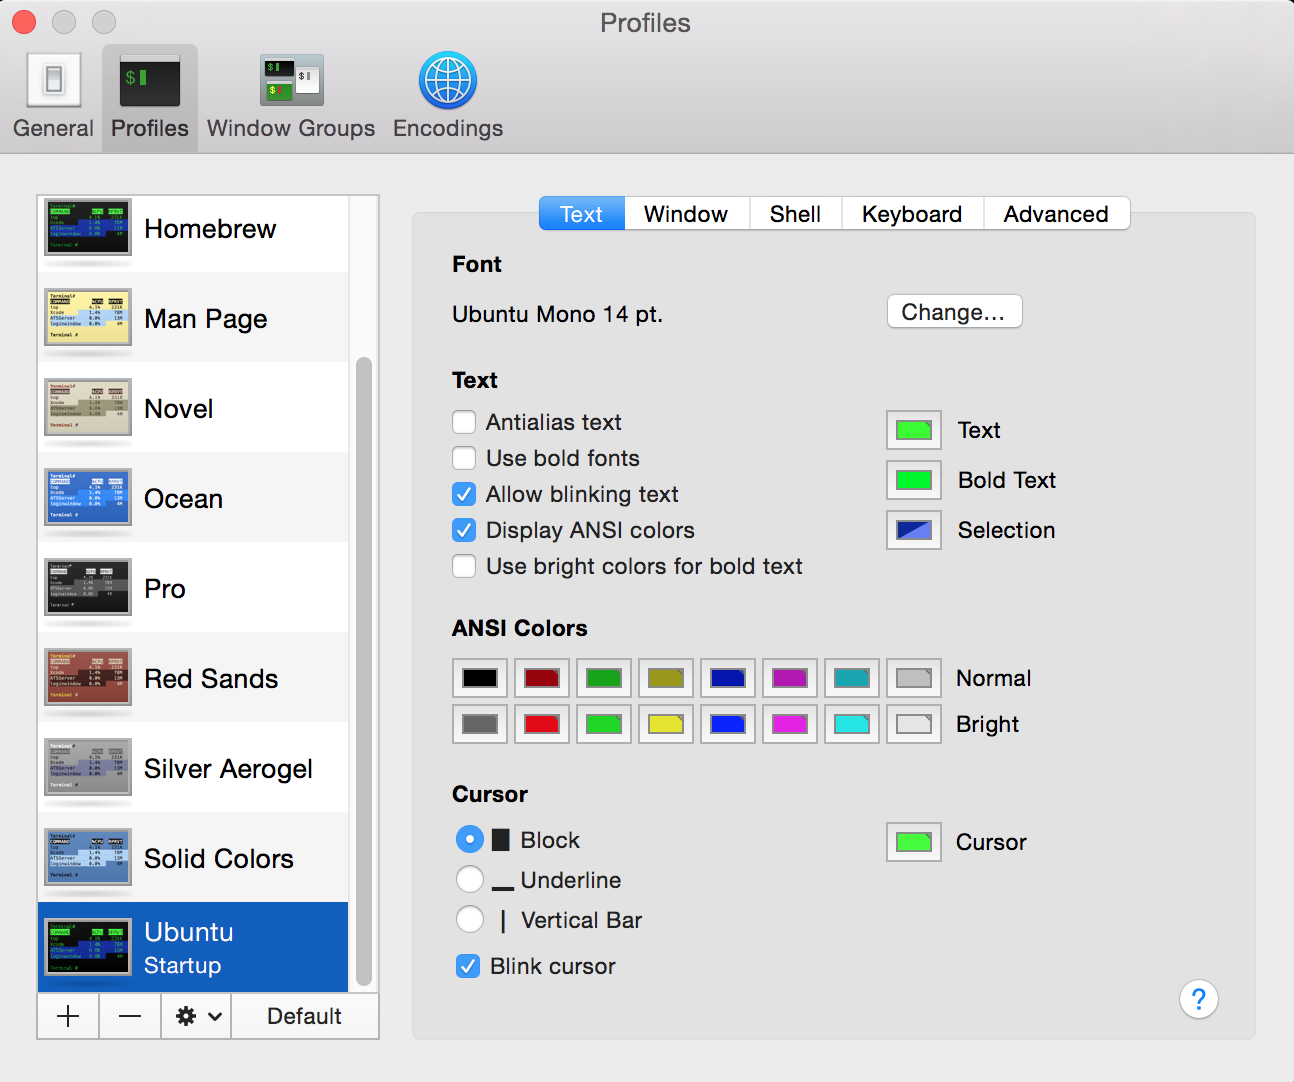 Profiles
General
Profiles
Window Groups
Encodings
Homebrew
Man Page
Novel
Ocean
Pro
Red Sands
Silver Aerogel
Solid Colors
Ubuntu
Startup
Default
Text
Window
Shell
Keyboard
Advanced
Font
Ubuntu Mono 14 pt.
Change...
Text
Antialias text
Use bold fonts
Allow blinking text
Display ANSI colors
Use bright colors for bold text
Text
Bold Text
Selection
ANSI Colors
Normal
Bright
Cursor
Block
Underline
Vertical Bar
Blink cursor
Cursor
?